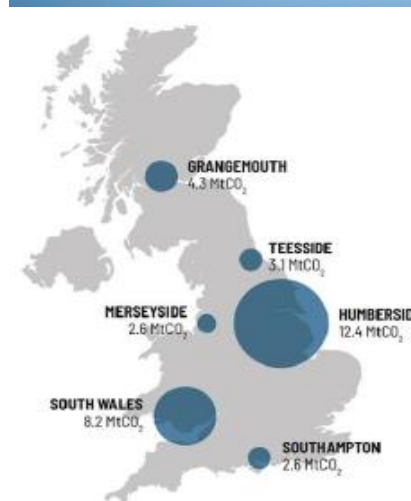 GRANGEMOUTH
4.3 MtCO₂
TEESSIDE
3.1 MtCO₂
MERSEYSIDE
2.6 MtCO₂
HUMBERSID
12.4 MtCO₂
SOUTH WALES
8.2 MtCO₂
SOUTHAMPTON
2.6 MtCO₂